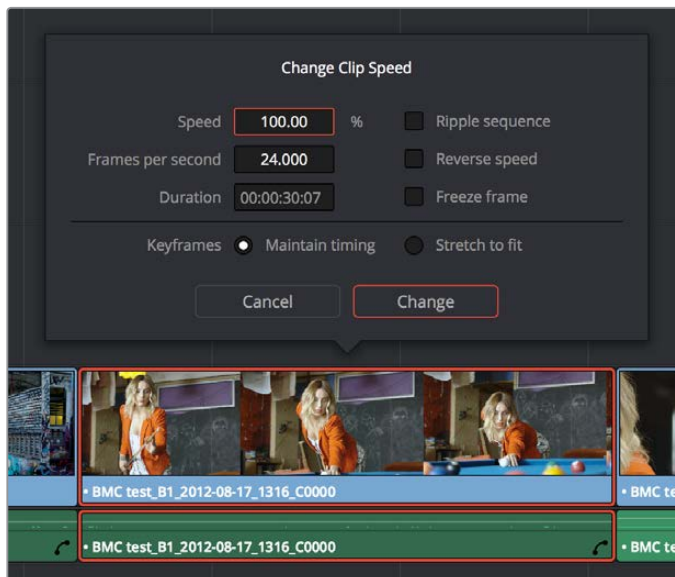 Change Clip Speed
Speed 100.00 % Ripple sequence
Frames per second 24.000 Reverse speed
Duration 00:00:30:07 Freeze frame
Keyframes Maintain timing Stretch to fit
Cancel Change
• BMC test_B1_2012-08-17_1316_C0000 • BMC te
• BMC test_B1_2012-08-17_1316_C0000 • BMC te